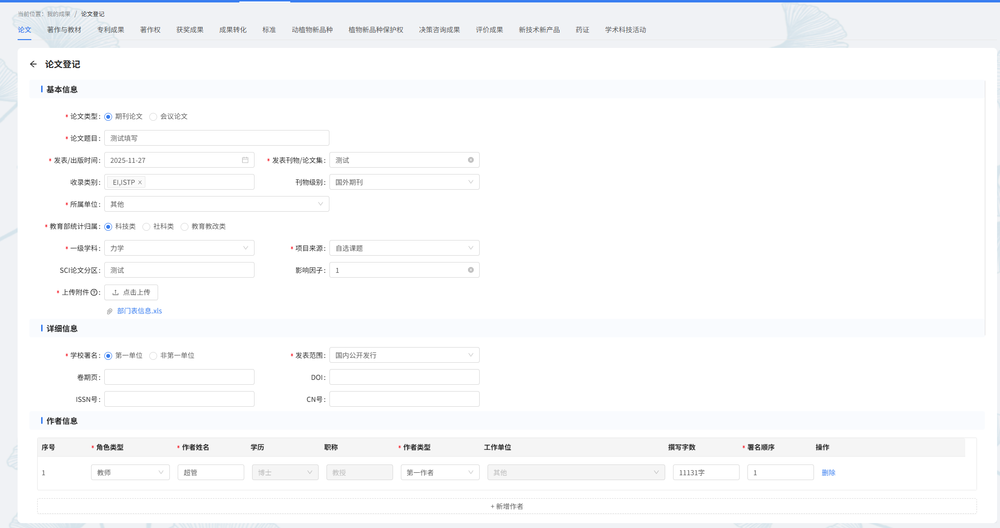 当前位置：我的成果 / 论文登记
论文 著作与教材 专利成果 著作权 获奖成果 成果转化 标准 动植物新品种 植物新品种保护权 决策咨询成果 评价成果 新技术新产品 药证 学术科技活动
论文登记
基本信息
* 论文类型： 期刊论文 会议论文
* 论文题目： 测试填写
* 发表/出版时间： 2025-11-27 * 发表刊物/论文集： 测试
收录类别： EI,ISTP × 刊物级别： 国外期刊
* 所属单位： 其他
* 教育部统计归属： 科技类 社科类 教育教改类
* 一级学科： 力学 * 项目来源： 自选课题
SCI论文分区： 测试 影响因子： 1
* 上传附件?： 点击上传
部门表信息.xls
详细信息
* 学校署名： 第一单位 非第一单位 * 发表范围： 国内公开发行
卷期页： DOI：
ISSN号： CN号：
作者信息
序号 * 角色类型 * 作者姓名 学历 职称 * 作者类型 工作单位 撰写字数 * 署名顺序 操作
1 教师 超管 博士 教授 第一作者 其他 11131字 1 删除
+ 新增作者